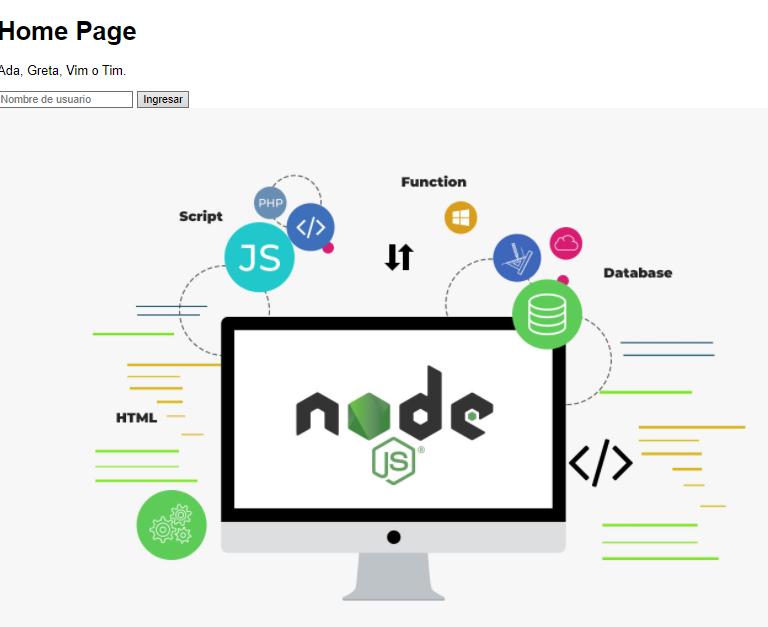 Home Page
Ada, Greta, Vim o Tim.
Nombre de usuario Ingresar
Function
PHP
Script
</>
JS
Database
node
JS®
HTML
</>